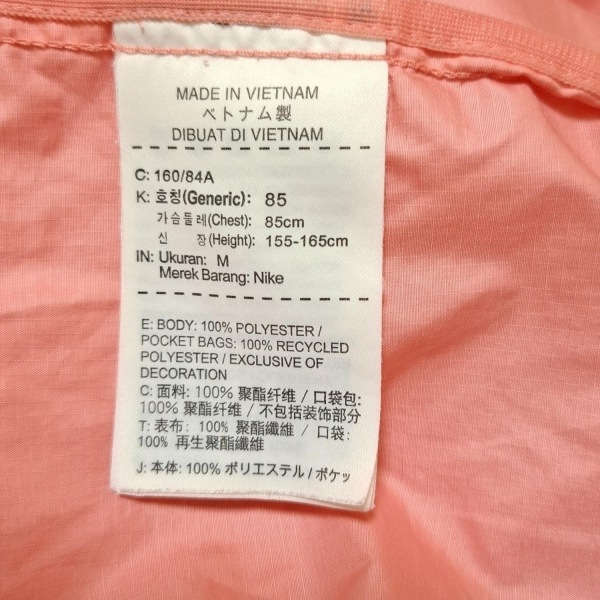 MADE IN VIETNAM
ベトナム製
DIBUAT DI VIETNAM
C: 160/84A
K: 호칭(Generic): 85
가슴둘레(Chest): 85cm
신 장(Height): 155-165cm
IN: Ukuran: M
Merek Barang: Nike
E: BODY: 100% POLYESTER /
POCKET BAGS: 100% RECYCLED
POLYESTER / EXCLUSIVE OF
DECORATION
C: 面料: 100% 聚酯纤维 / 口袋包:
100% 聚酯纤维 / 不包括装饰部分
T: 表布: 100% 聚酯纖維 / 口袋:
100% 再生聚酯纖維
J: 本体: 100% ポリエステル / ポケッ